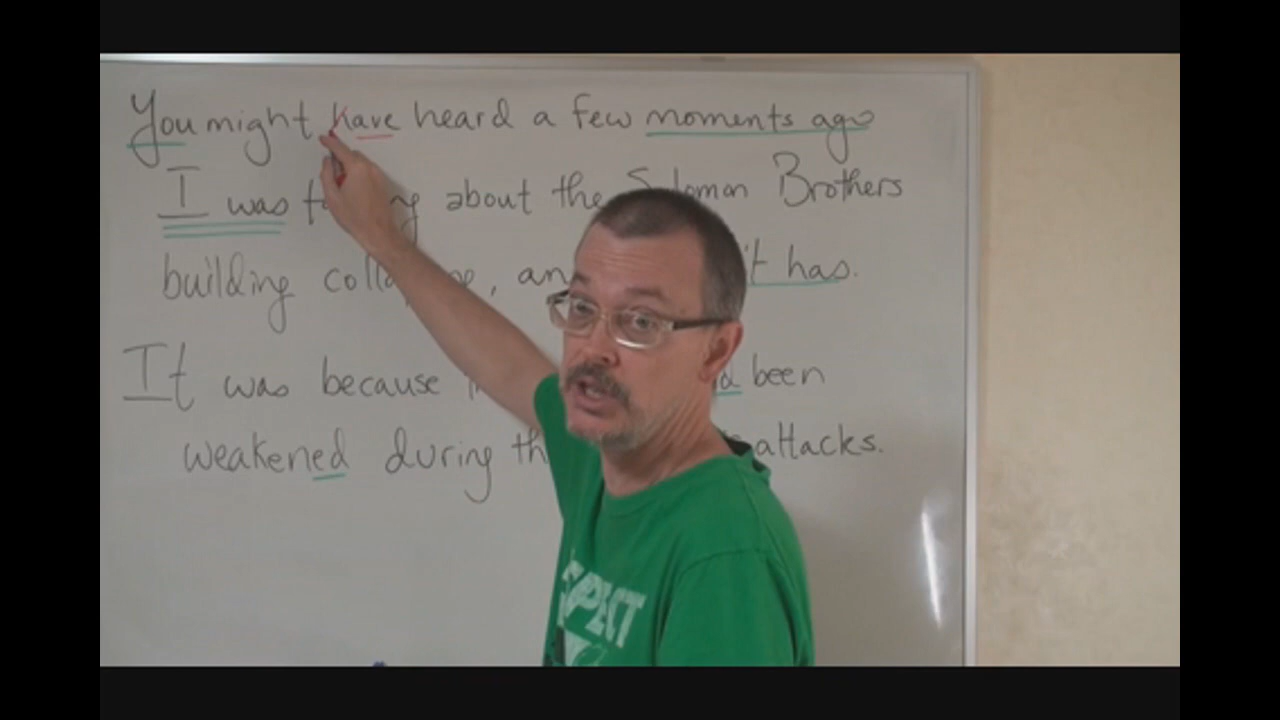 You might have heard a few moments ago
I was about the Brothers
building , it has.
It was because been
weakened during attacks.